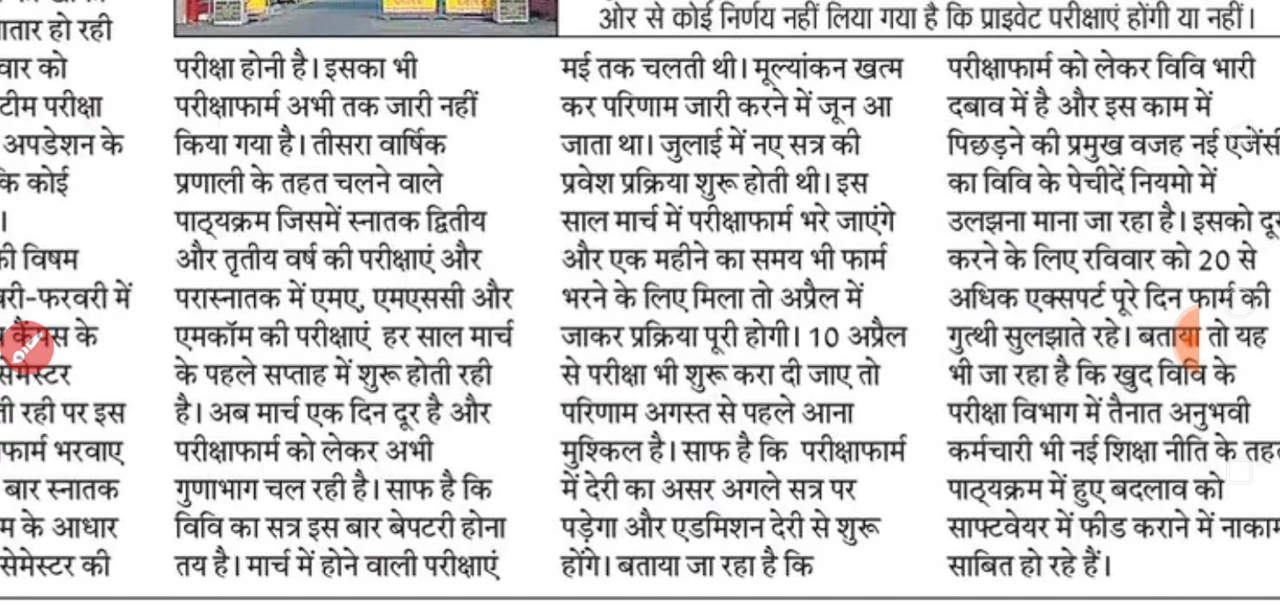 ओर से कोई निर्णय नहीं लिया गया है कि प्राइवेट परीक्षाएं होंगी या नहीं।
हो रही
वार को
टीम परीक्षा
अपडेशन के
कि कोई
।
की विषम
फरवरी में
के
सेमेस्टर
रही पर इस
फार्म भरवाए
बार स्नातक
के आधार
सेमेस्टर की
परीक्षा होनी है। इसका भी
परीक्षाफार्म अभी तक जारी नहीं
किया गया है। तीसरा वार्षिक
प्रणाली के तहत चलने वाले
पाठ्यक्रम जिसमें स्नातक द्वितीय
और तृतीय वर्ष की परीक्षाएं और
परास्नातक में एमए, एमएससी और
एमकॉम की परीक्षाएं हर साल मार्च
के पहले सप्ताह में शुरू होती रही
है। अब मार्च एक दिन दूर है और
परीक्षाफार्म को लेकर अभी
गुणाभाग चल रही है। साफ है कि
विवि का सत्र इस बार बेपटरी होना
तय है। मार्च में होने वाली परीक्षाएं
मई तक चलती थी। मूल्यांकन खत्म
कर परिणाम जारी करने में जून आ
जाता था। जुलाई में नए सत्र की
प्रवेश प्रक्रिया शुरू होती थी। इस
साल मार्च में परीक्षाफार्म भरे जाएंगे
और एक महीने का समय भी फार्म
भरने के लिए मिला तो अप्रैल में
जाकर प्रक्रिया पूरी होगी। 10 अप्रैल
से परीक्षा भी शुरू करा दी जाए तो
परिणाम अगस्त से पहले आना
मुश्किल है। साफ है कि परीक्षाफार्म
में देरी का असर अगले सत्र पर
पड़ेगा और एडमिशन देरी से शुरू
होंगे। बताया जा रहा है कि
परीक्षाफार्म को लेकर विवि भारी
दबाव में है और इस काम में
पिछड़ने की प्रमुख वजह नई एजेंसी
का विवि के पेचीदें नियमो में
उलझना माना जा रहा है। इसको दूर
करने के लिए रविवार को 20 से
अधिक एक्सपर्ट पूरे दिन फार्म की
गुत्थी सुलझाते रहे। बताया तो यह
भी जा रहा है कि खुद विवि के
परीक्षा विभाग में तैनात अनुभवी
कर्मचारी भी नई शिक्षा नीति के तहत
पाठ्यक्रम में हुए बदलाव को
साफ्टवेयर में फीड कराने में नाकाम
साबित हो रहे हैं।